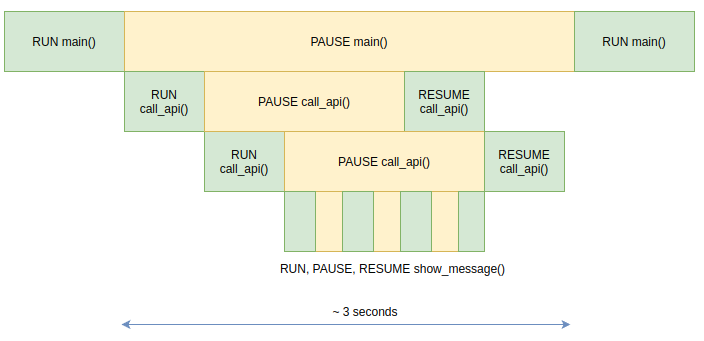 RUN main()
PAUSE main()
RUN main()
RUN
call_api()
PAUSE call_api()
RESUME
call_api()
RUN
call_api()
PAUSE call_api()
RESUME
call_api()
RUN, PAUSE, RESUME show_message()
~ 3 seconds